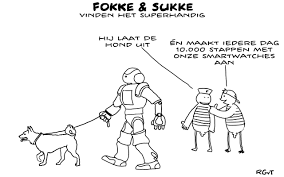 FOKKE & SUKKE
VINDEN HET SUPERHANDIG
HIJ LAAT DE
HOND UIT
ÉN MAAKT IEDERE DAG
10.000 STAPPEN MET
ONZE SMARTWATCHES
AAN
RGvT